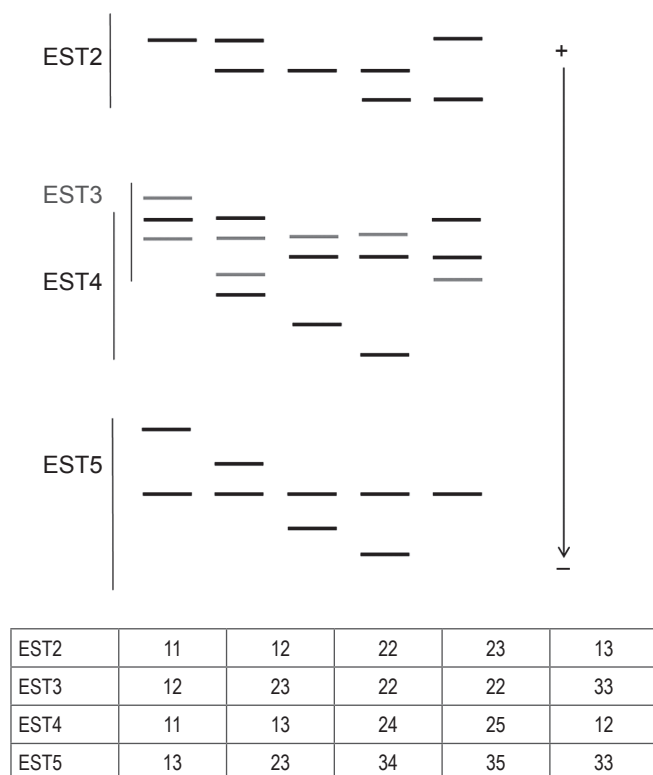 EST2
+
EST3
EST4
EST5
–
EST2 11 12 22 23 13
EST3 12 23 22 22 33
EST4 11 13 24 25 12
EST5 13 23 34 35 33